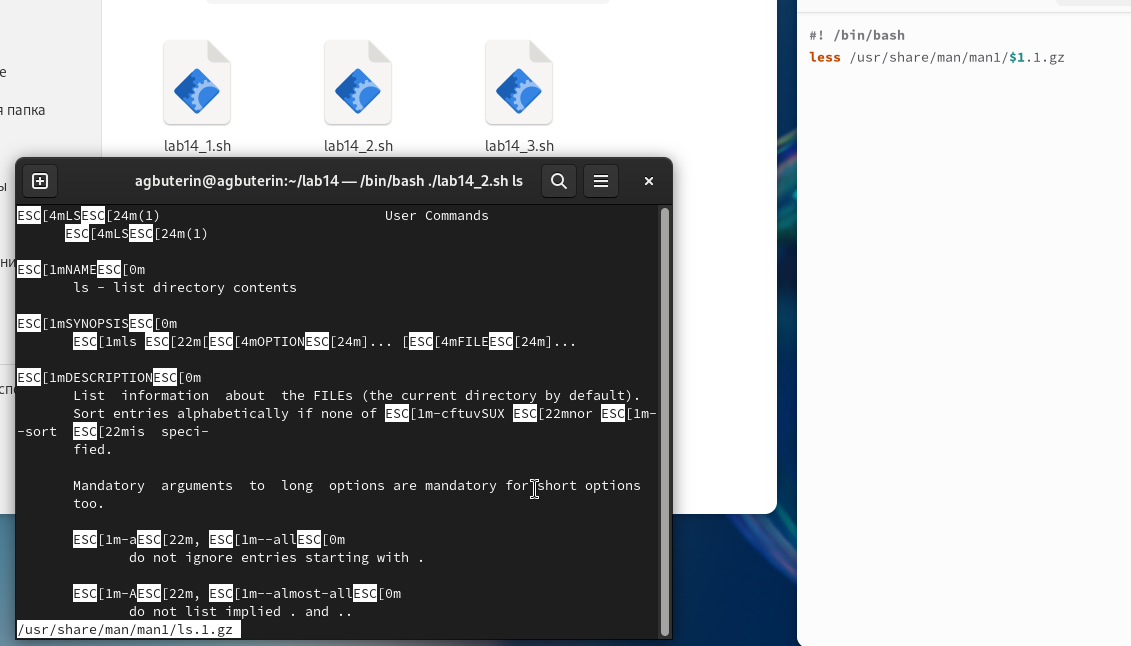 е
я папка
ы
ни
спо
lab14_1.sh
lab14_2.sh
lab14_3.sh
#! /bin/bash
less /usr/share/man/man1/$1.1.gz
agbuterin@agbuterin:~/lab14 — /bin/bash ./lab14_2.sh ls
ESC[4mLSESC[24m(1) User Commands
ESC[4mLSESC[24m(1)
ESC[1mNAMEESC[0m
ls - list directory contents
ESC[1mSYNOPSISESC[0m
ESC[1mls ESC[22m[ESC[4mOPTIONESC[24m]... [ESC[4mFILEESC[24m]...
ESC[1mDESCRIPTIONESC[0m
List information about the FILEs (the current directory by default).
Sort entries alphabetically if none of ESC[1m-cftuvSUX ESC[22mnor ESC[1m-
-sort ESC[22mis speci-
fied.
Mandatory arguments to long options are mandatory for short options
too.
ESC[1m-aESC[22m, ESC[1m--allESC[0m
do not ignore entries starting with .
ESC[1m-AESC[22m, ESC[1m--almost-allESC[0m
do not list implied . and ..
/usr/share/man/man1/ls.1.gz